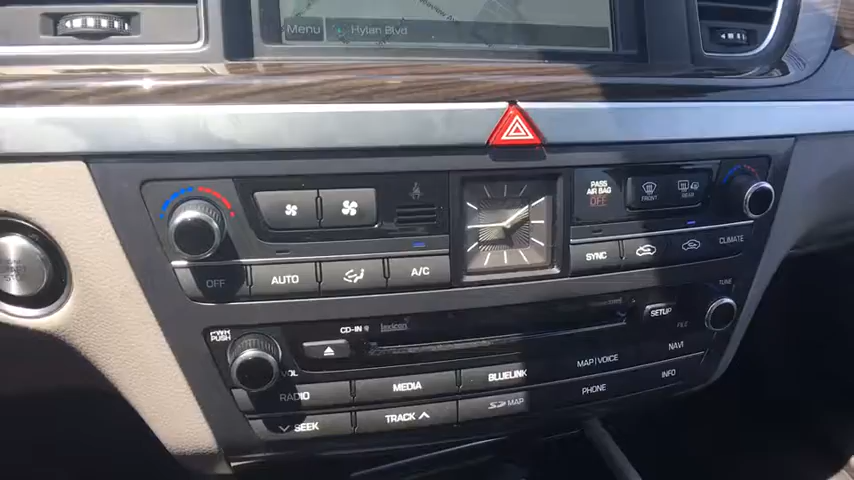 Menu Hylan Blvd
PASS
AIR BAG
OFF
FRONT
REAR
OFF AUTO A/C
SYNC CLIMATE
PWR
PUSH
VOL
CD-IN lexicon
SETUP
FILE
TUNE
RADIO MEDIA BLUELINK MAP/VOICE NAV
SEEK TRACK SD MAP PHONE INFO